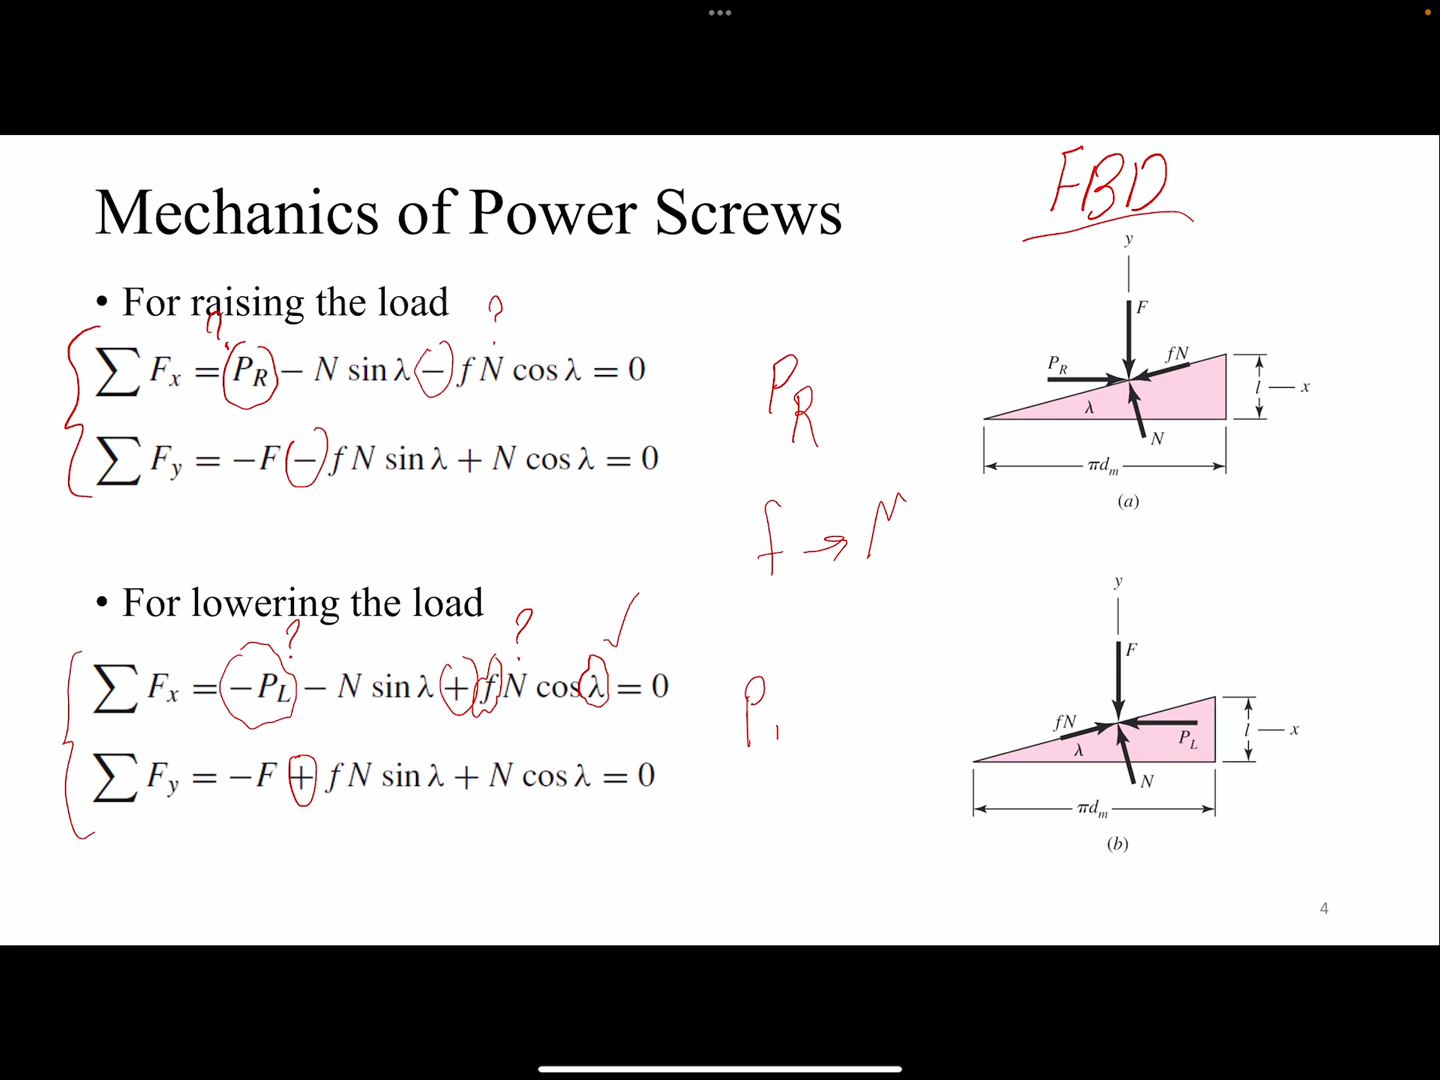 FBD
Mechanics of Power Screws
• For raising the load
?
?
∑ Fx = PR − N sin λ − f N cos λ = 0
∑ Fy = −F − f N sin λ + N cos λ = 0
PR
f → N
y
F
PR
fN
λ
N
l
x
πdm
(a)
• For lowering the load
?
? ✓
∑ Fx = −PL − N sin λ + f N cos λ = 0
∑ Fy = −F + f N sin λ + N cos λ = 0
y
F
fN
λ
PL
N
l
x
πdm
(b)
4